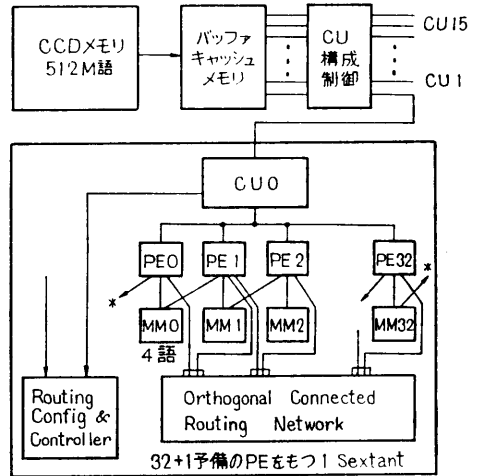 CCDメモリ
512M語
バッファ
キャッシュ
メモリ
CU
構成
制御
CU15
CU1
CU0
PE0
PE1
PE2
PE32
*
*
MM0
MM1
MM2
MM32
4語
Routing
Config &
Controller
Orthogonal Connected
Routing Network
32+1予備のPEをもつ1 Sextant